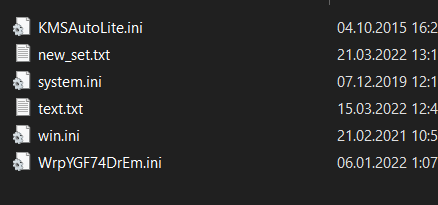 KMSAutoLite.ini 04.10.2015 16:2
new_set.txt 21.03.2022 13:1
system.ini 07.12.2019 12:1
text.txt 15.03.2022 12:4
win.ini 21.02.2021 10:5
WrpYGF74DrEm.ini 06.01.2022 1:07